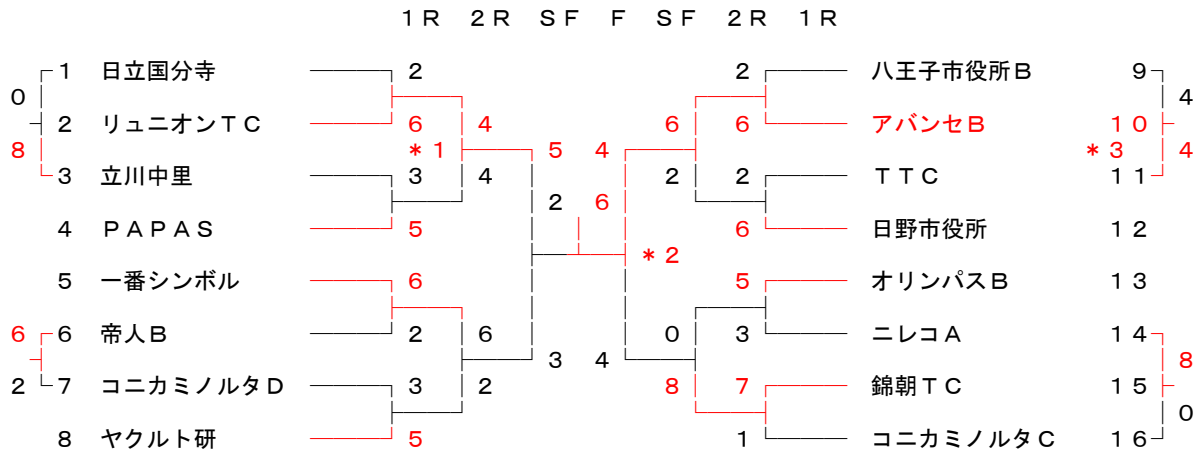 １Ｒ ２Ｒ ＳＦ Ｆ ＳＦ ２Ｒ １Ｒ
１ 日立国分寺 ２ ２ 八王子市役所Ｂ ９
０ ４
２ リュニオンＴＣ ６ ４ ６ ６ アバンセＢ １０
８ ＊１ ５ ４ ＊３ ４
３ 立川中里 ３ ４ ２ ２ ＴＴＣ １１
２ ６
４ ＰＡＰＡＳ ５ ６ 日野市役所 １２
＊２
５ 一番シンボル ６ ５ オリンパスＢ １３
６ ６ 帝人Ｂ ２ ６ ０ ３ ニレコＡ １４
３ ４ ８
２ ７ コニカミノルタＤ ３ ２ ８ ７ 錦朝ＴＣ １５
０
８ ヤクルト研 ５ １ コニカミノルタＣ １６